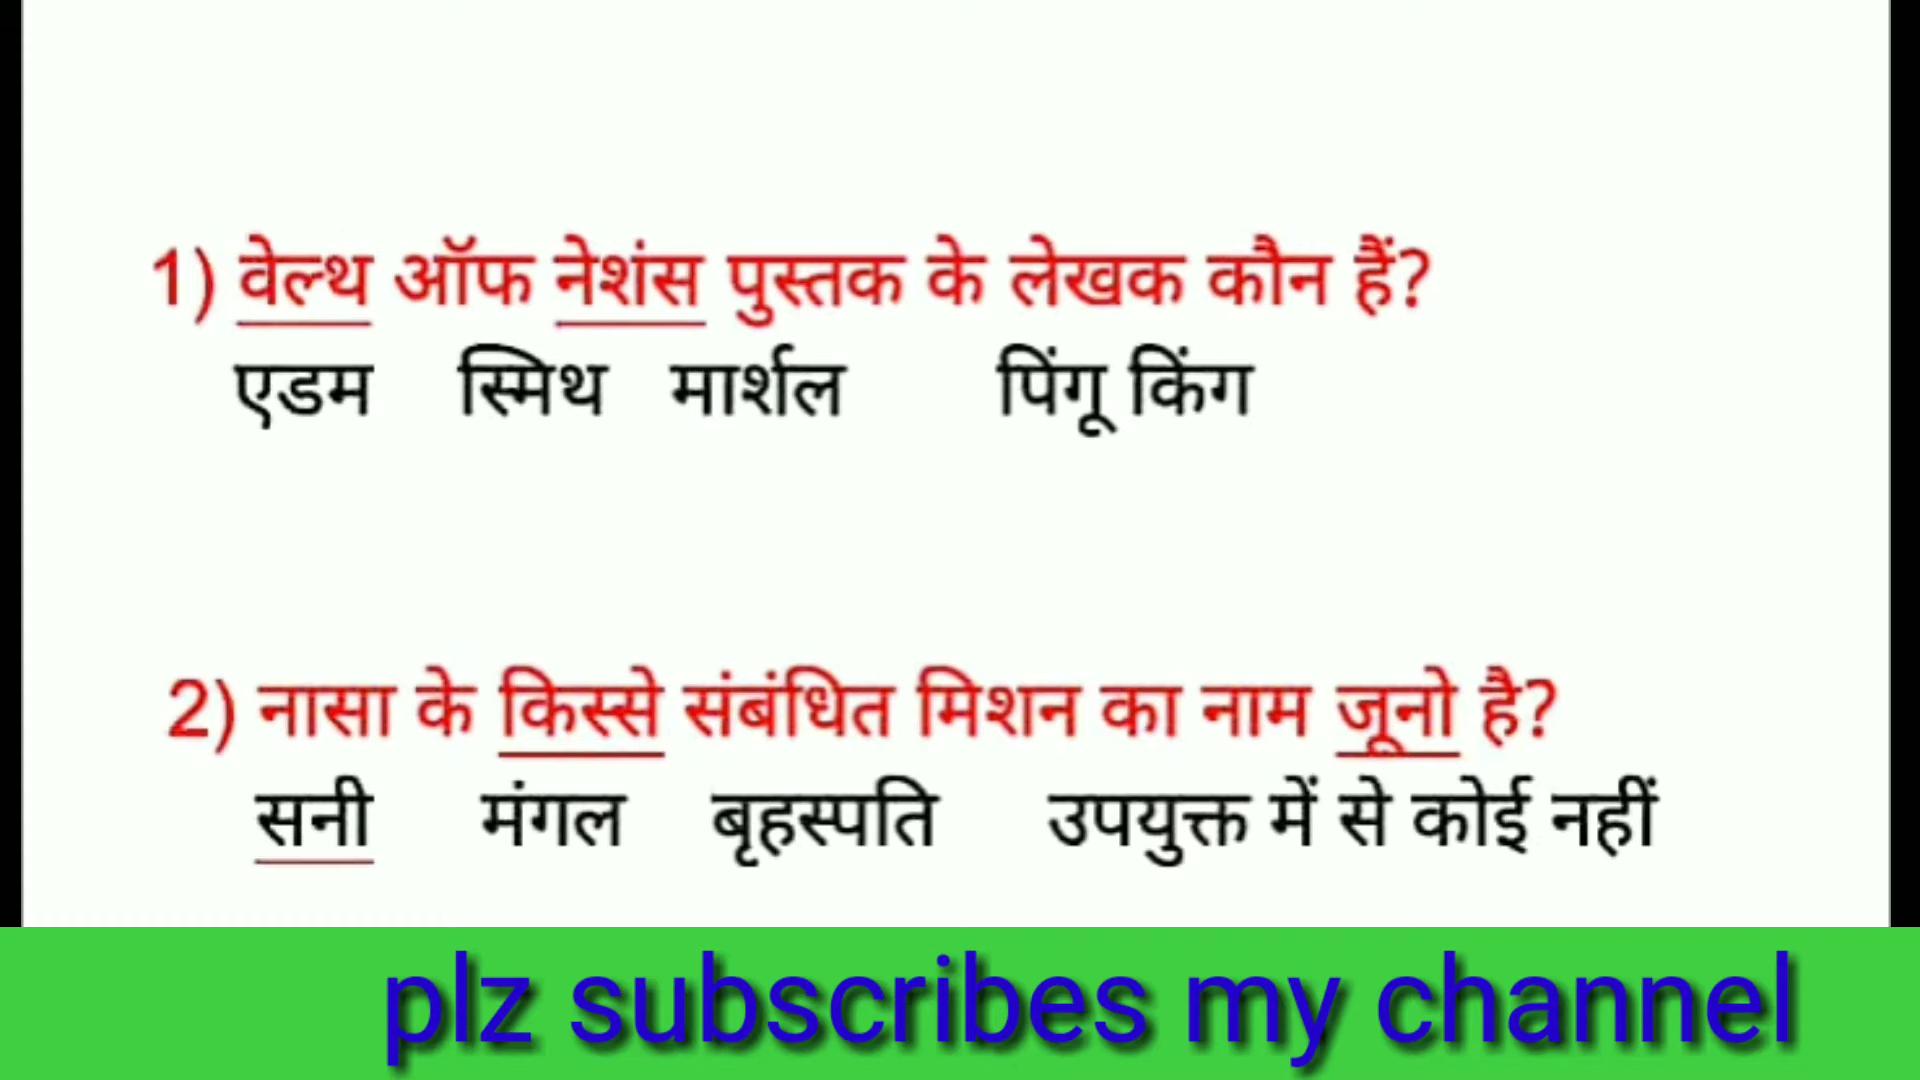 1) वेल्थ ऑफ नेशंस पुस्तक के लेखक कौन हैं?
एडम स्मिथ मार्शल पिंगू किंग
2) नासा के किस्से संबंधित मिशन का नाम जूनो है?
सनी मंगल बृहस्पति उपयुक्त में से कोई नहीं
plz subscribes my channel